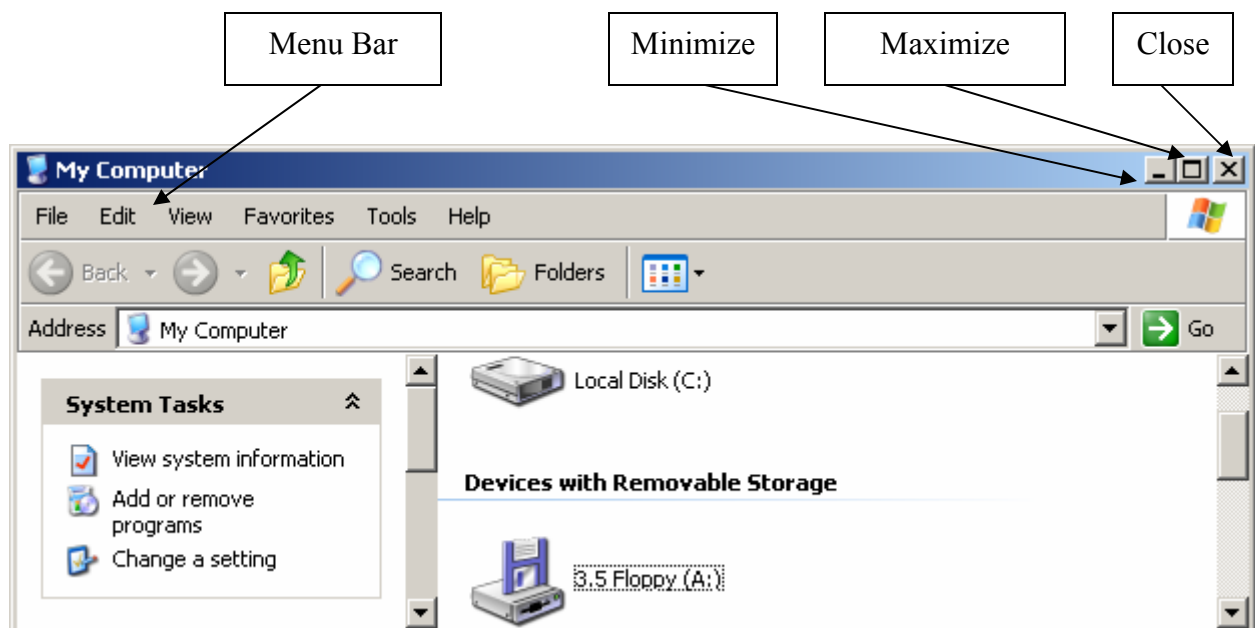 Menu Bar Minimize Maximize Close
My Computer
File Edit View Favorites Tools Help
Back Search Folders
Address My Computer Go
System Tasks
View system information
Add or remove
programs
Change a setting
Local Disk (C:)
Devices with Removable Storage
3.5 Floppy (A:)